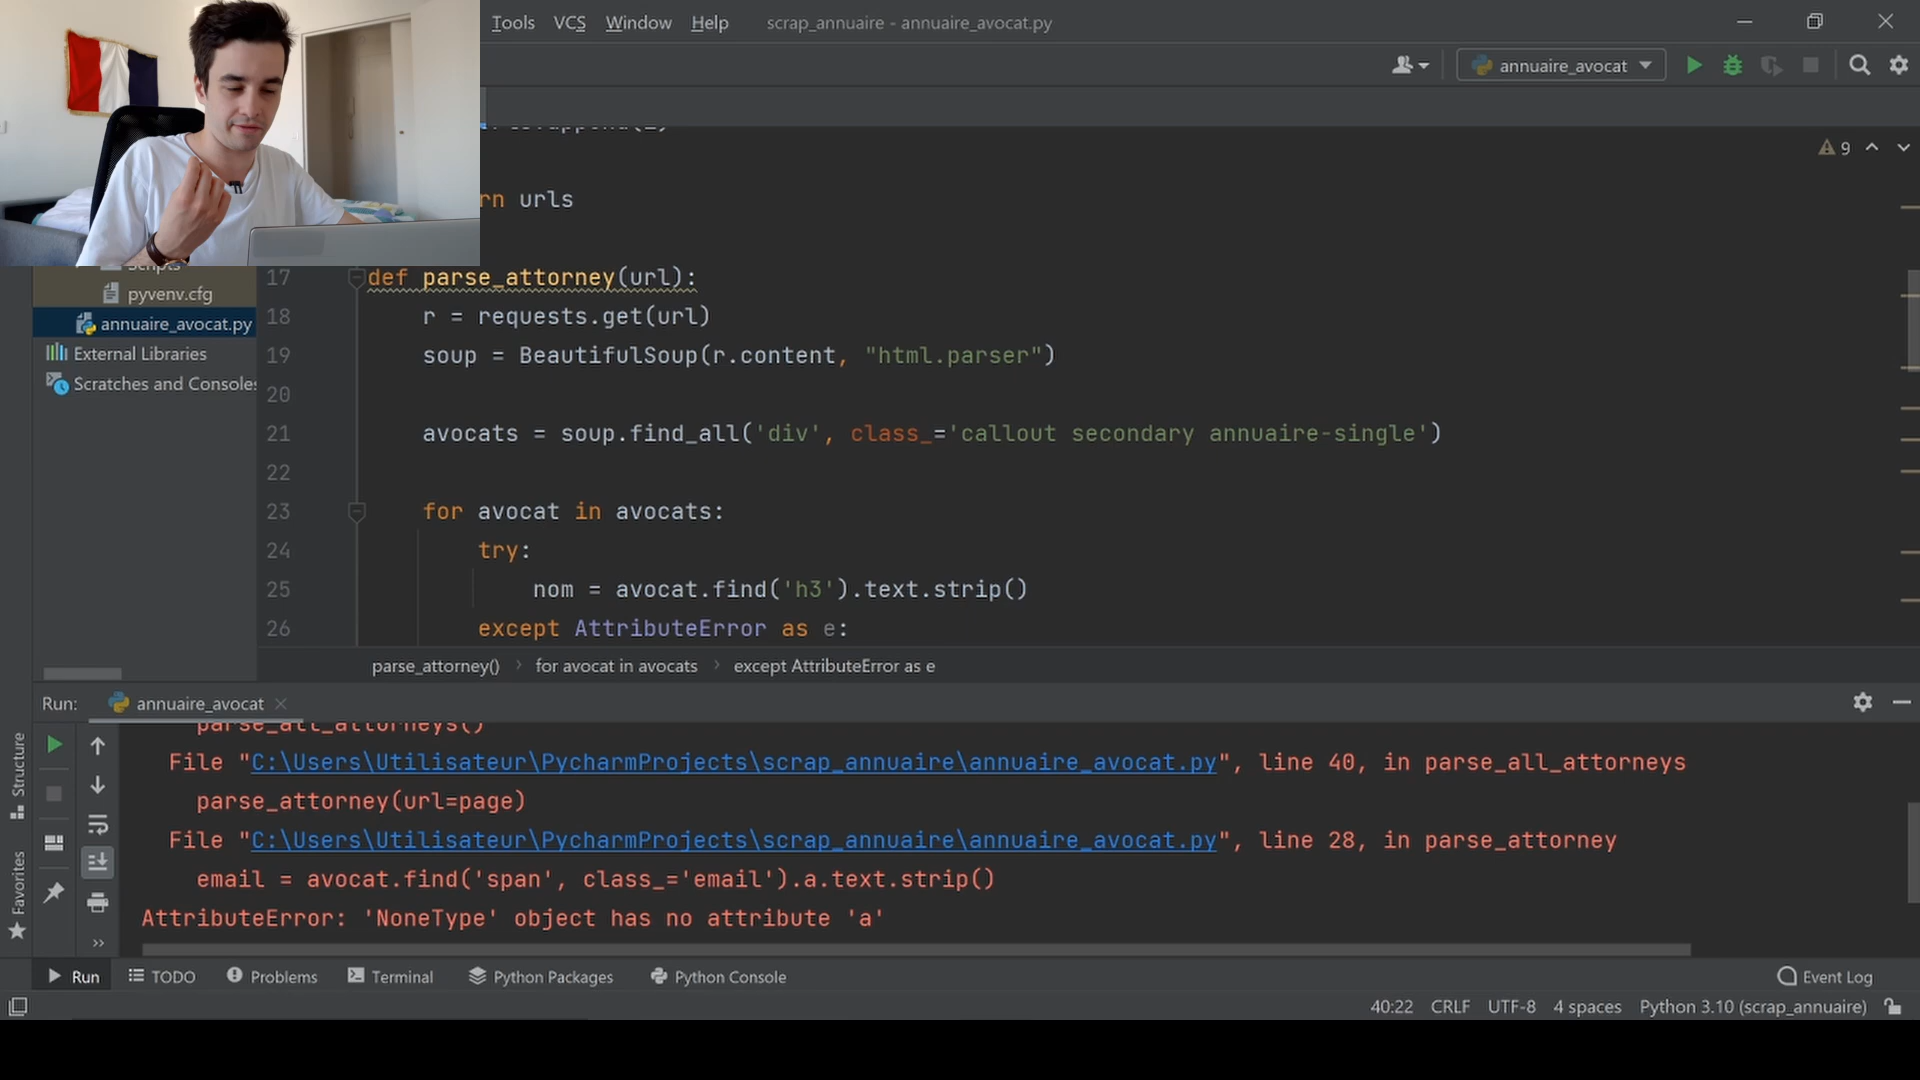 Tools VCS Window Help scrap_annuaire - annuaire_avocat.py
annuaire_avocat
9
rn urls
pyvenv.cfg
annuaire_avocat.py
External Libraries
Scratches and Consoles
17 def parse_attorney(url):
18 r = requests.get(url)
19 soup = BeautifulSoup(r.content, "html.parser")
20
21 avocats = soup.find_all('div', class_='callout secondary annuaire-single')
22
23 for avocat in avocats:
24 try:
25 nom = avocat.find('h3').text.strip()
26 except AttributeError as e:
parse_attorney() › for avocat in avocats › except AttributeError as e
Run: annuaire_avocat
parse_all_attorneys()
File "C:\Users\Utilisateur\PycharmProjects\scrap_annuaire\annuaire_avocat.py", line 40, in parse_all_attorneys
parse_attorney(url=page)
File "C:\Users\Utilisateur\PycharmProjects\scrap_annuaire\annuaire_avocat.py", line 28, in parse_attorney
email = avocat.find('span', class_='email').a.text.strip()
AttributeError: 'NoneType' object has no attribute 'a'
Structure
Favorites
Run TODO Problems Terminal Python Packages Python Console Event Log
40:22 CRLF UTF-8 4 spaces Python 3.10 (scrap_annuaire)